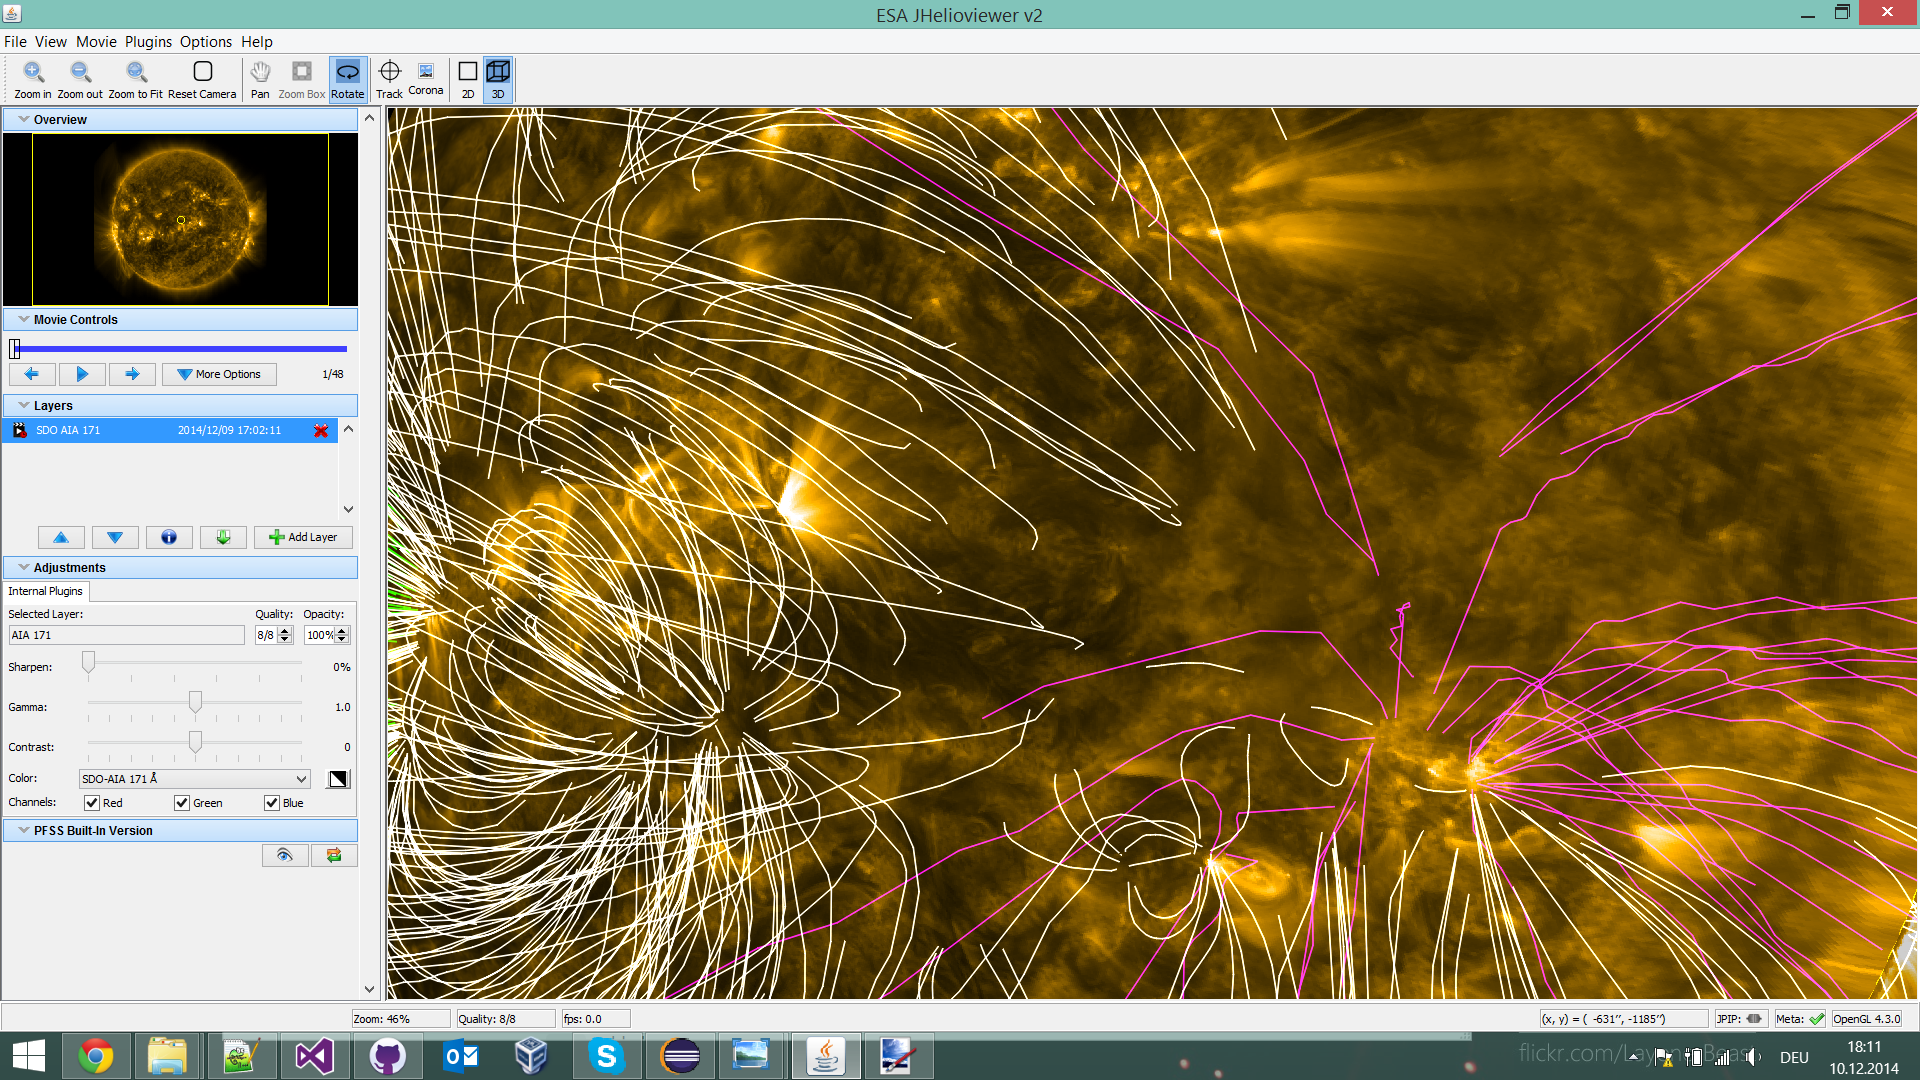 ESA JHelioviewer v2
File View Movie Plugins Options Help
Zoom in Zoom out Zoom to Fit Reset Camera Pan Zoom Box Rotate Track Corona 2D 3D
Overview
Movie Controls
More Options 1/48
Layers
SDO AIA 171 2014/12/09 17:02:11
Add Layer
Adjustments
Internal Plugins
Selected Layer: Quality: Opacity:
AIA 171 8/8 100%
Sharpen: 0%
Gamma: 1.0
Contrast: 0
Color: SDO-AIA 171 Å
Channels: Red Green Blue
PFSS Built-In Version
Zoom: 46% Quality: 8/8 fps: 0.0 (x, y) = ( -631′′, -1185′′) JPIP: Meta: OpenGL 4.3.0
flickr.com/ DEU 18:11
10.12.2014